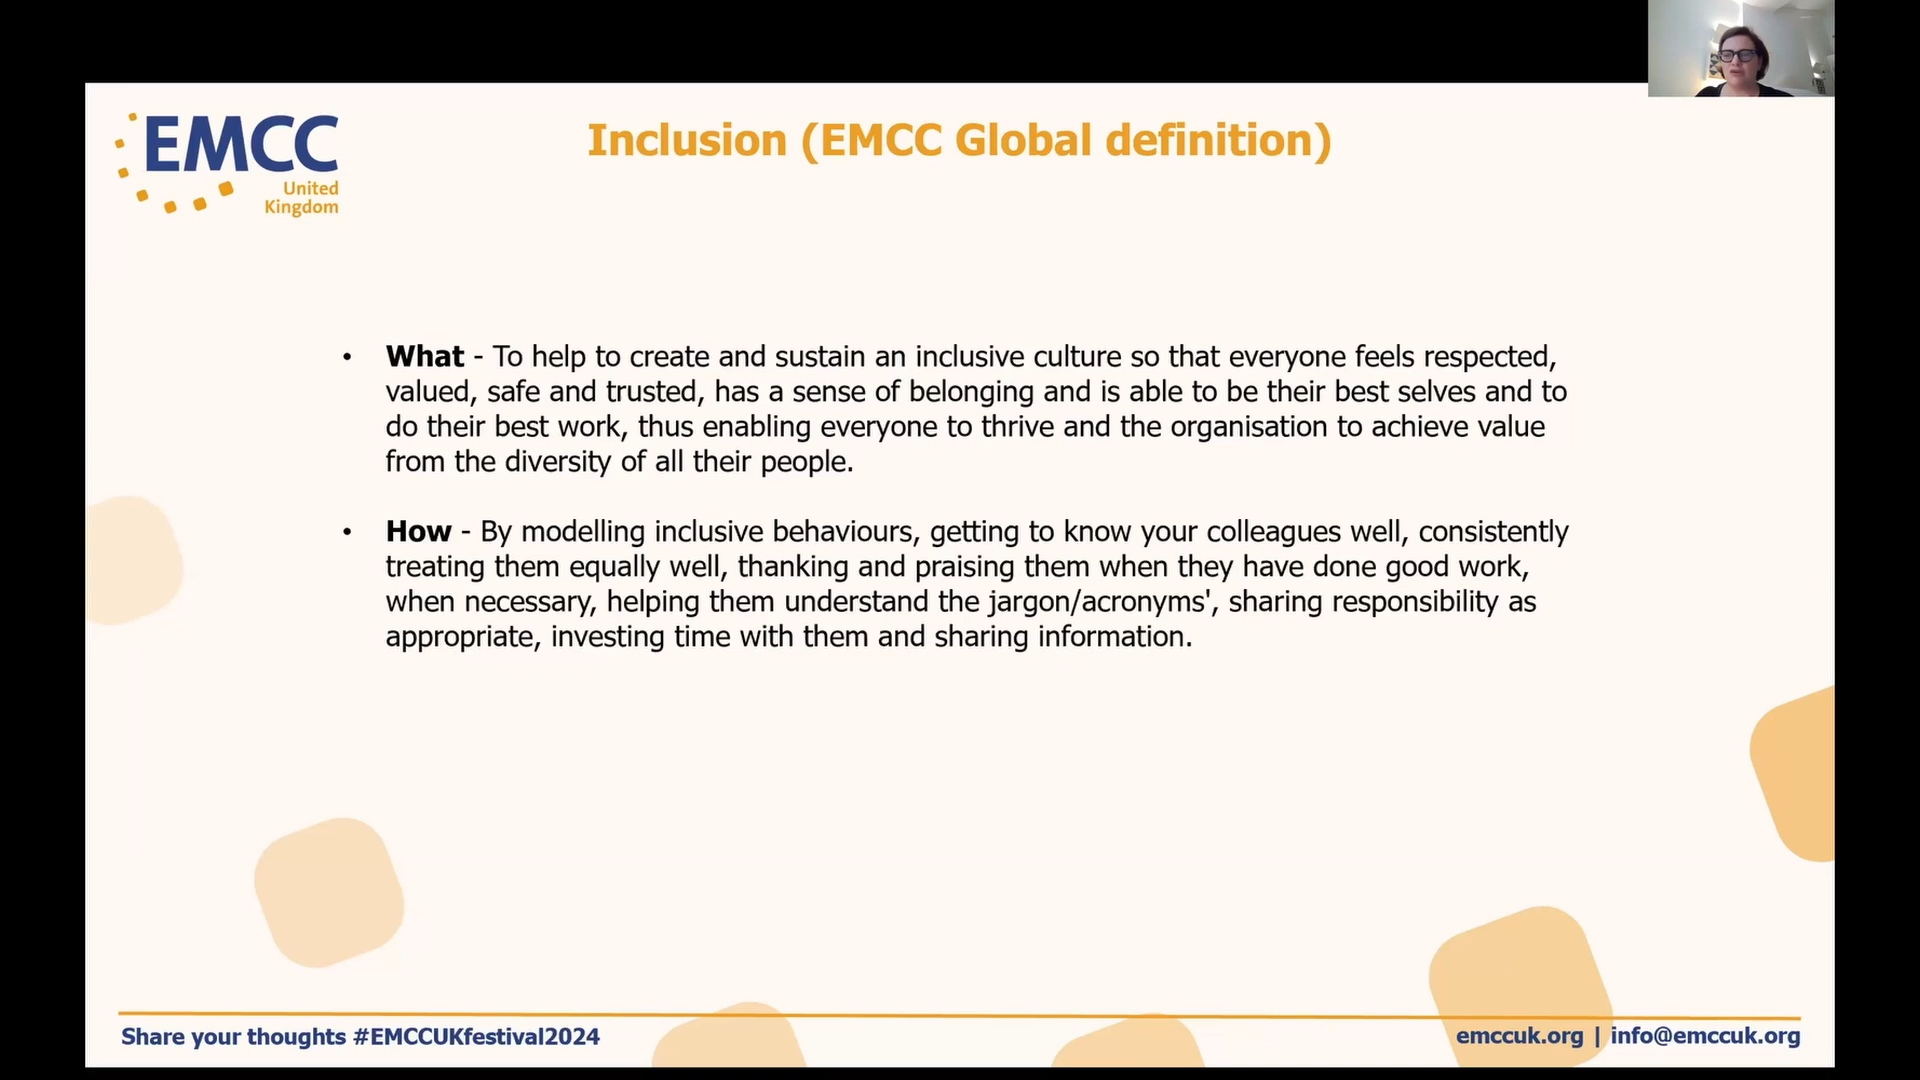 EMCC
United
Kingdom
Inclusion (EMCC Global definition)
• What - To help to create and sustain an inclusive culture so that everyone feels respected,
valued, safe and trusted, has a sense of belonging and is able to be their best selves and to
do their best work, thus enabling everyone to thrive and the organisation to achieve value
from the diversity of all their people.
• How - By modelling inclusive behaviours, getting to know your colleagues well, consistently
treating them equally well, thanking and praising them when they have done good work,
when necessary, helping them understand the jargon/acronyms', sharing responsibility as
appropriate, investing time with them and sharing information.
Share your thoughts #EMCCUKfestival2024
emccuk.org | info@emccuk.org